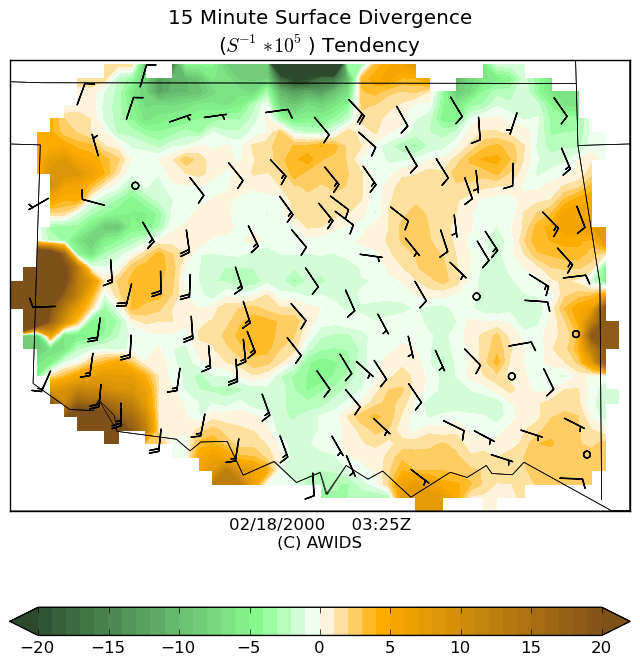 15 Minute Surface Divergence
(S⁻¹ * 10⁵ ) Tendency
02/18/2000 03:25Z
(C) AWIDS
−20 −15 −10 −5 0 5 10 15 20